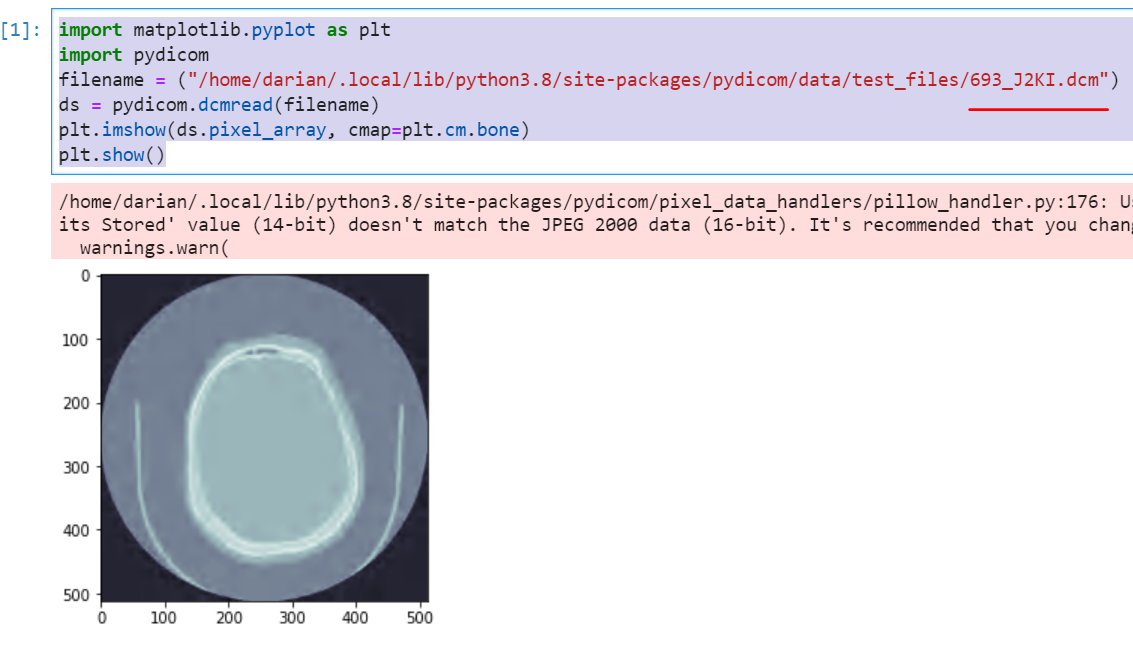 [1]: import matplotlib.pyplot as plt
import pydicom
filename = ("/home/darian/.local/lib/python3.8/site-packages/pydicom/data/test_files/693_J2KI.dcm")
ds = pydicom.dcmread(filename)
plt.imshow(ds.pixel_array, cmap=plt.cm.bone)
plt.show()
/home/darian/.local/lib/python3.8/site-packages/pydicom/pixel_data_handlers/pillow_handler.py:176:
its Stored' value (14-bit) doesn't match the JPEG 2000 data (16-bit). It's recommended that you
warnings.warn(
0
100
200
300
400
500
0 100 200 300 400 500